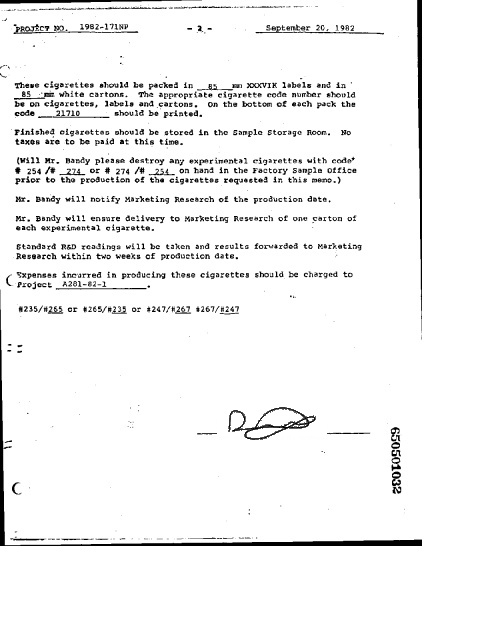 PROJECT NO. 1982-171NP - 2 - September 20, 1982
These cigarettes should be packed in 85 mm XXXVIK labels and in
85 mm white cartons. The appropriate cigarette code number should
be on cigarettes, labels and cartons. On the bottom of each pack the
code 21710 should be printed.
Finished cigarettes should be stored in the Sample Storage Room. No
taxes are to be paid at this time.
(Will Mr. Bandy please destroy any experimental cigarettes with code
# 254 /# 274 or # 274 /# 254 on hand in the Factory Sample Office
prior to the production of the cigarettes requested in this memo.)
Mr. Bandy will notify Marketing Research of the production date.
Mr. Bandy will ensure delivery to Marketing Research of one carton of
each experimental cigarette.
Standard R&D readings will be taken and results forwarded to Marketing
Research within two weeks of production date.
Expenses incurred in producing these cigarettes should be charged to
Project A281-82-1 .
#235/#265 or #265/#235 or #247/#267 #267/#247
650501032